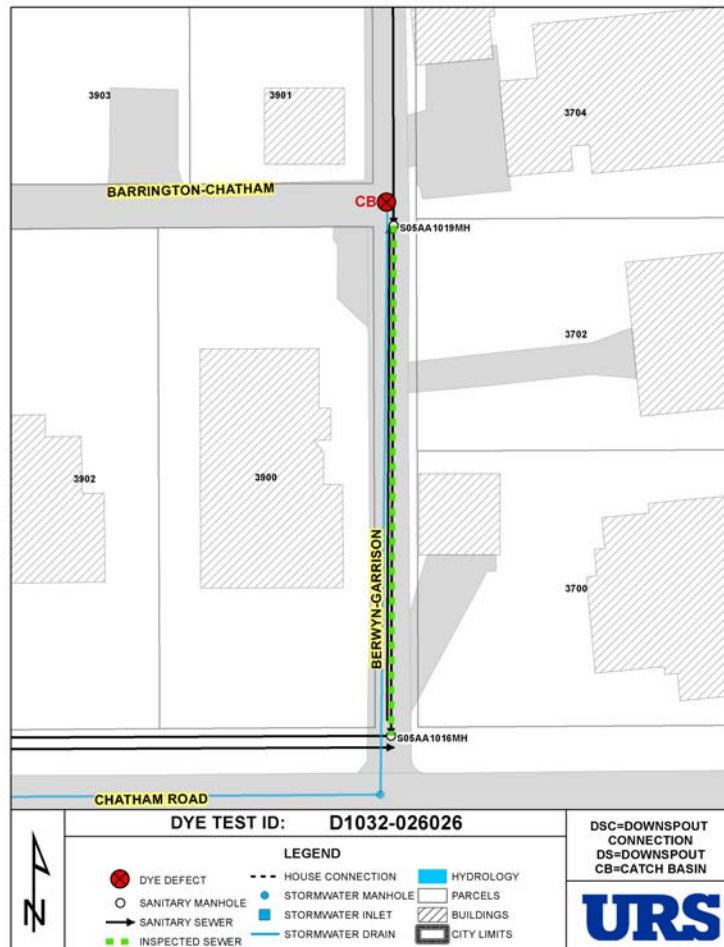 3903
3901
3704
BARRINGTON-CHATHAM
CB
S05AA1019MH
3702
3902
3900
BERWYN-GARRISON
3700
S05AA1016MH
CHATHAM ROAD
DYE TEST ID: D1032-026026
N
LEGEND
DYE DEFECT
SANITARY MANHOLE
SANITARY SEWER
INSPECTED SEWER
HOUSE CONNECTION
STORMWATER MANHOLE
STORMWATER INLET
STORMWATER DRAIN
HYDROLOGY
PARCELS
BUILDINGS
CITY LIMITS
DSC=DOWNSPOUT
CONNECTION
DS=DOWNSPOUT
CB=CATCH BASIN
URS